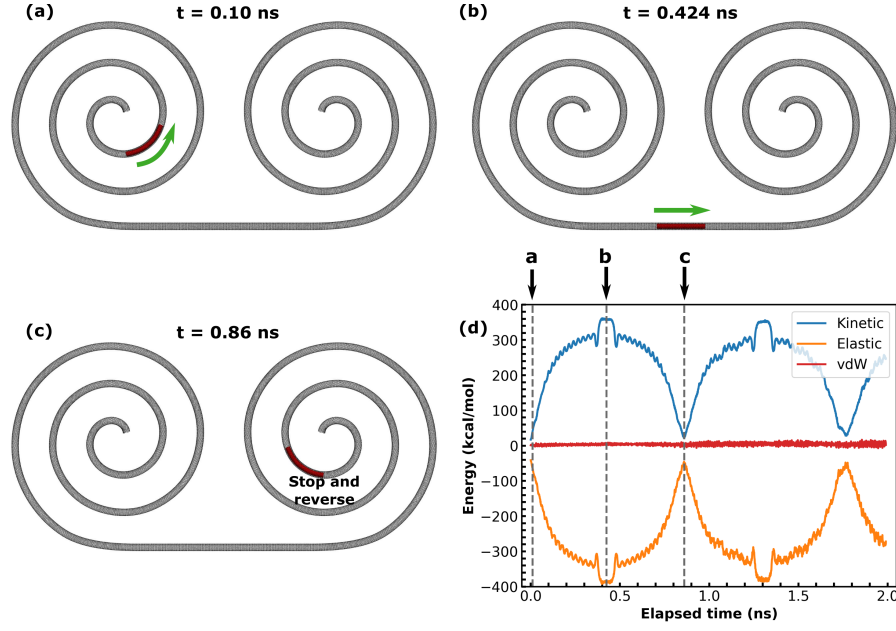 (a)
t = 0.10 ns
(b)
t = 0.424 ns
(c)
t = 0.86 ns
Stop and
reverse
a
b
c
(d)
Kinetic
Elastic
vdW
Energy (kcal/mol)
400
300
200
100
0
−100
−200
−300
−400
0.0
0.5
1.0
1.5
2.0
Elapsed time (ns)